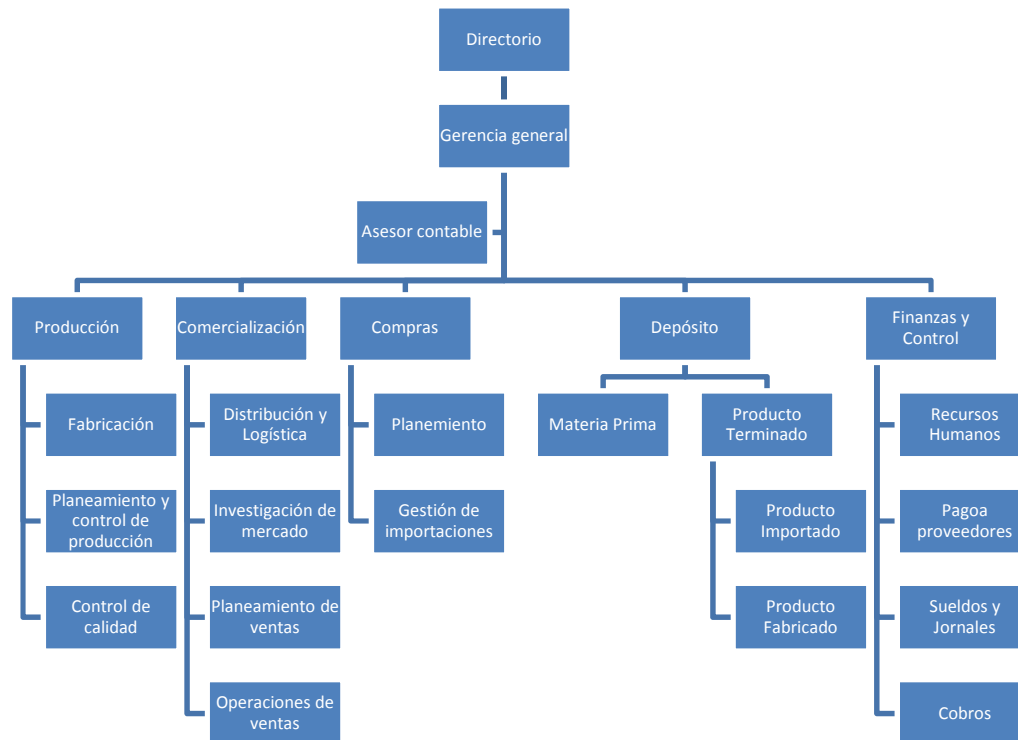 Directorio
Gerencia general
Asesor contable
Producción
Comercialización
Compras
Depósito
Finanzas y
Control
Fabricación
Distribución y
Logística
Planemiento
Materia Prima
Producto
Terminado
Recursos
Humanos
Planeamiento y
control de
producción
Investigación de
mercado
Gestión de
importaciones
Producto
Importado
Pagoa
proveedores
Control de
calidad
Planeamiento de
ventas
Producto
Fabricado
Sueldos y
Jornales
Operaciones de
ventas
Cobros